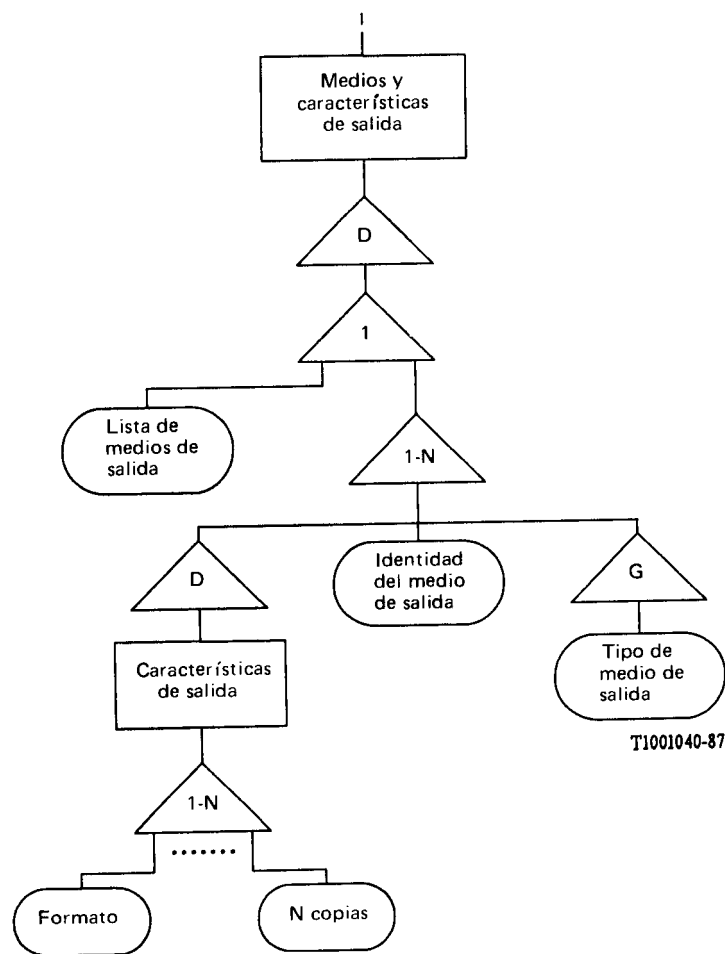 1
Medios y
características
de salida
D
1
Lista de
medios de
salida
1-N
D
Identidad
del medio
de salida
G
Características
de salida
Tipo de
medio de
salida
T1001040-87
1-N
.......
Formato
N copias